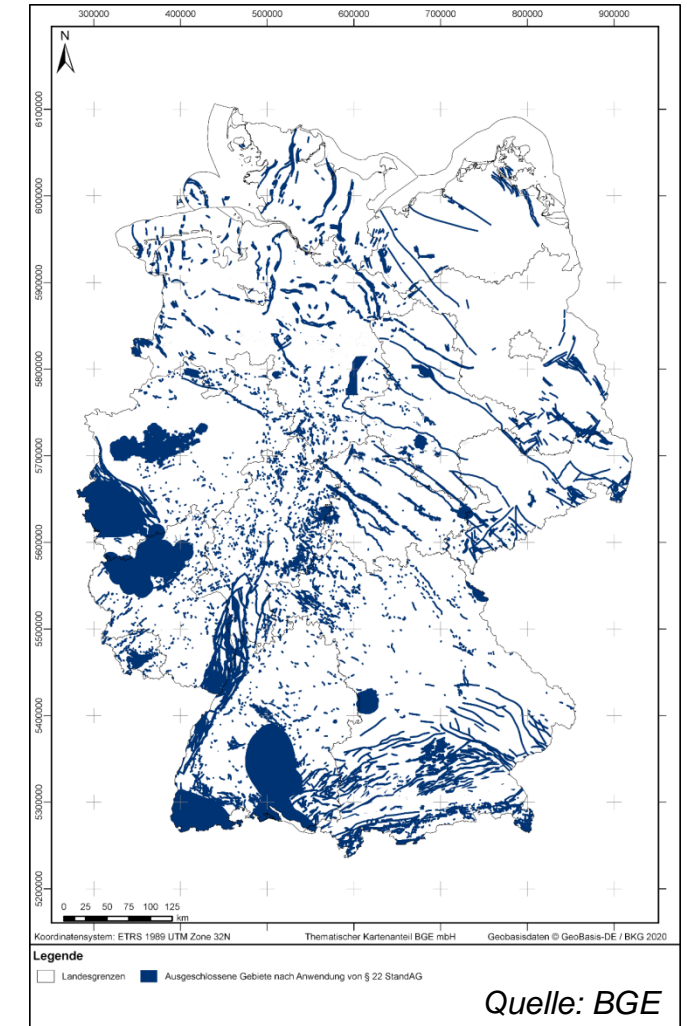 300000 400000 500000 600000 700000 800000 900000
N
6100000
6000000
5900000
5800000
5700000
5600000
5500000
5400000
5300000
5200000
0 25 50 75 100 125
km
Koordinatensystem: ETRS 1989 UTM Zone 32N Thematischer Kartenanteil BGE mbH Geobasisdaten © GeoBasis-DE / BKG 2020
Legende
Landesgrenzen Ausgeschlossene Gebiete nach Anwendung von § 22 StandAG
Quelle: BGE